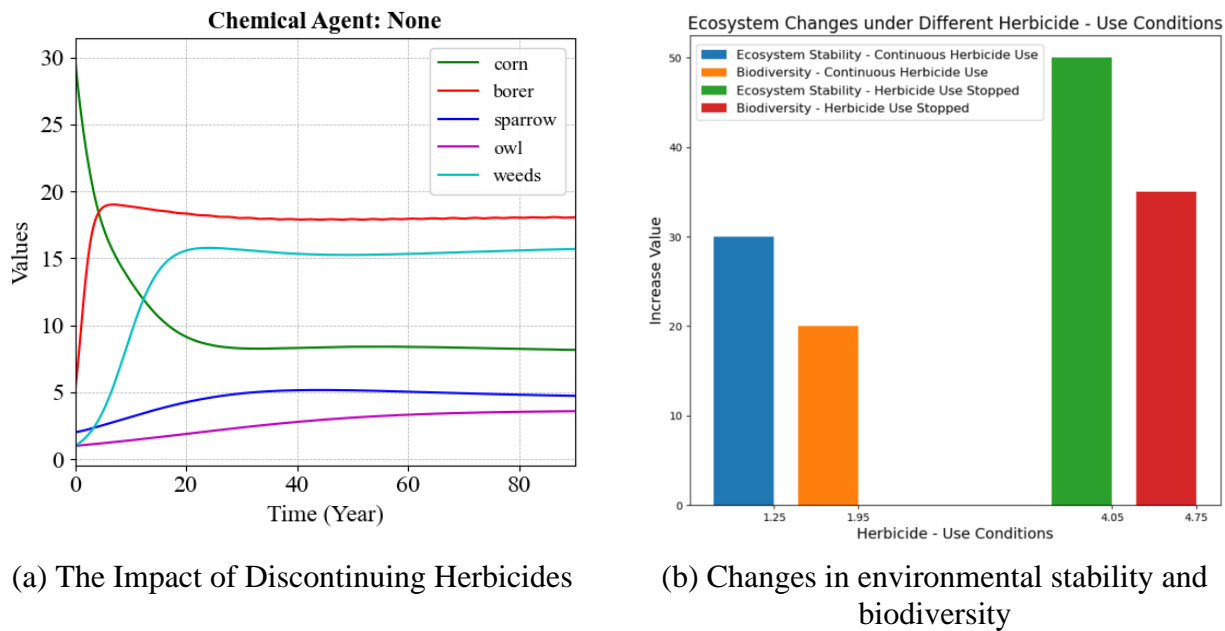 Chemical Agent: None
30
25
20
15
10
5
0
Values
corn
borer
sparrow
owl
weeds
0
20
40
60
80
Time (Year)
(a) The Impact of Discontinuing Herbicides
Ecosystem Changes under Different Herbicide - Use Conditions
50
40
30
20
10
0
Increase Value
Ecosystem Stability - Continuous Herbicide Use
Biodiversity - Continuous Herbicide Use
Ecosystem Stability - Herbicide Use Stopped
Biodiversity - Herbicide Use Stopped
1.25
1.95
4.05
4.75
Herbicide - Use Conditions
(b) Changes in environmental stability and
biodiversity